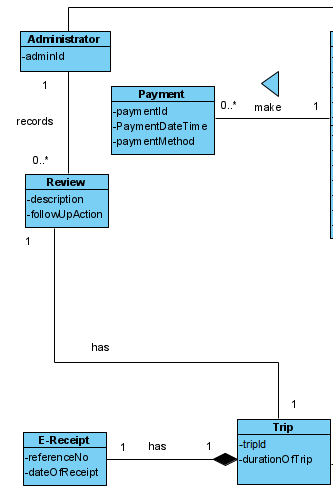 Administrator
-adminId
1
records
0..*
Payment
-paymentId
-PaymentDateTime
-paymentMethod
0..*
make
1
Review
-description
-followUpAction
1
has
1
Trip
-tripId
-durationOfTrip
E-Receipt
-referenceNo
-dateOfReceipt
1
has
1